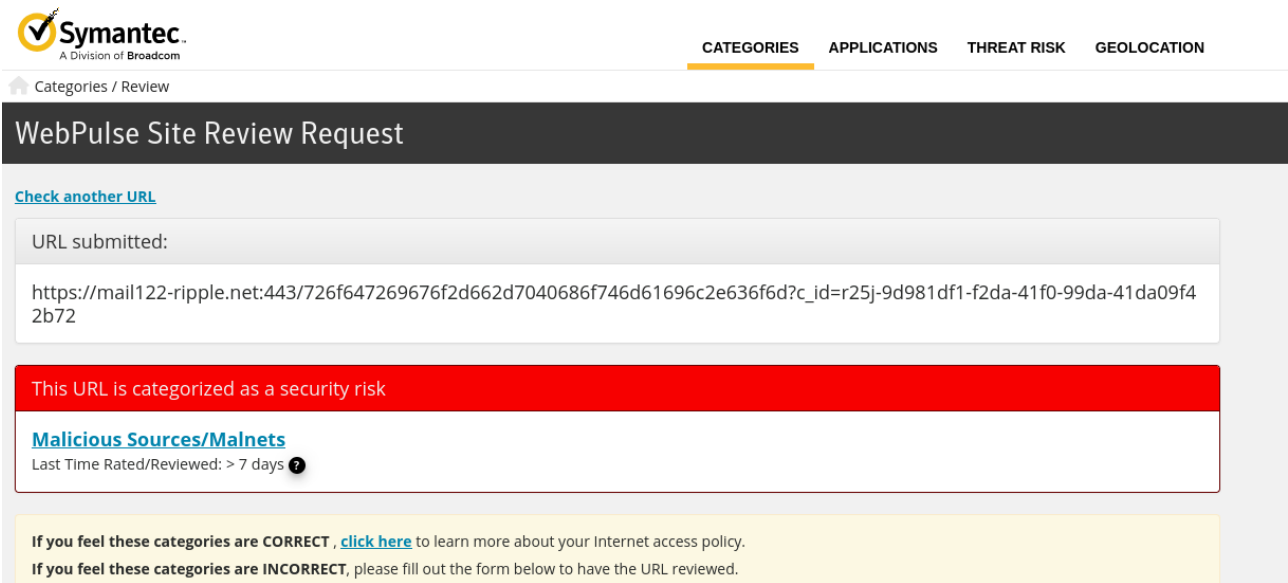 Symantec™
A Division of Broadcom
CATEGORIES APPLICATIONS THREAT RISK GEOLOCATION
Categories / Review
WebPulse Site Review Request
Check another URL
URL submitted:
https://mail122-ripple.net:443/726f647269676f2d662d7040686f746d61696c2e636f6d?c_id=r25j-9d981df1-f2da-41f0-99da-41da09f4
2b72
This URL is categorized as a security risk
Malicious Sources/Malnets
Last Time Rated/Reviewed: > 7 days ?
If you feel these categories are CORRECT , click here to learn more about your Internet access policy.
If you feel these categories are INCORRECT, please fill out the form below to have the URL reviewed.